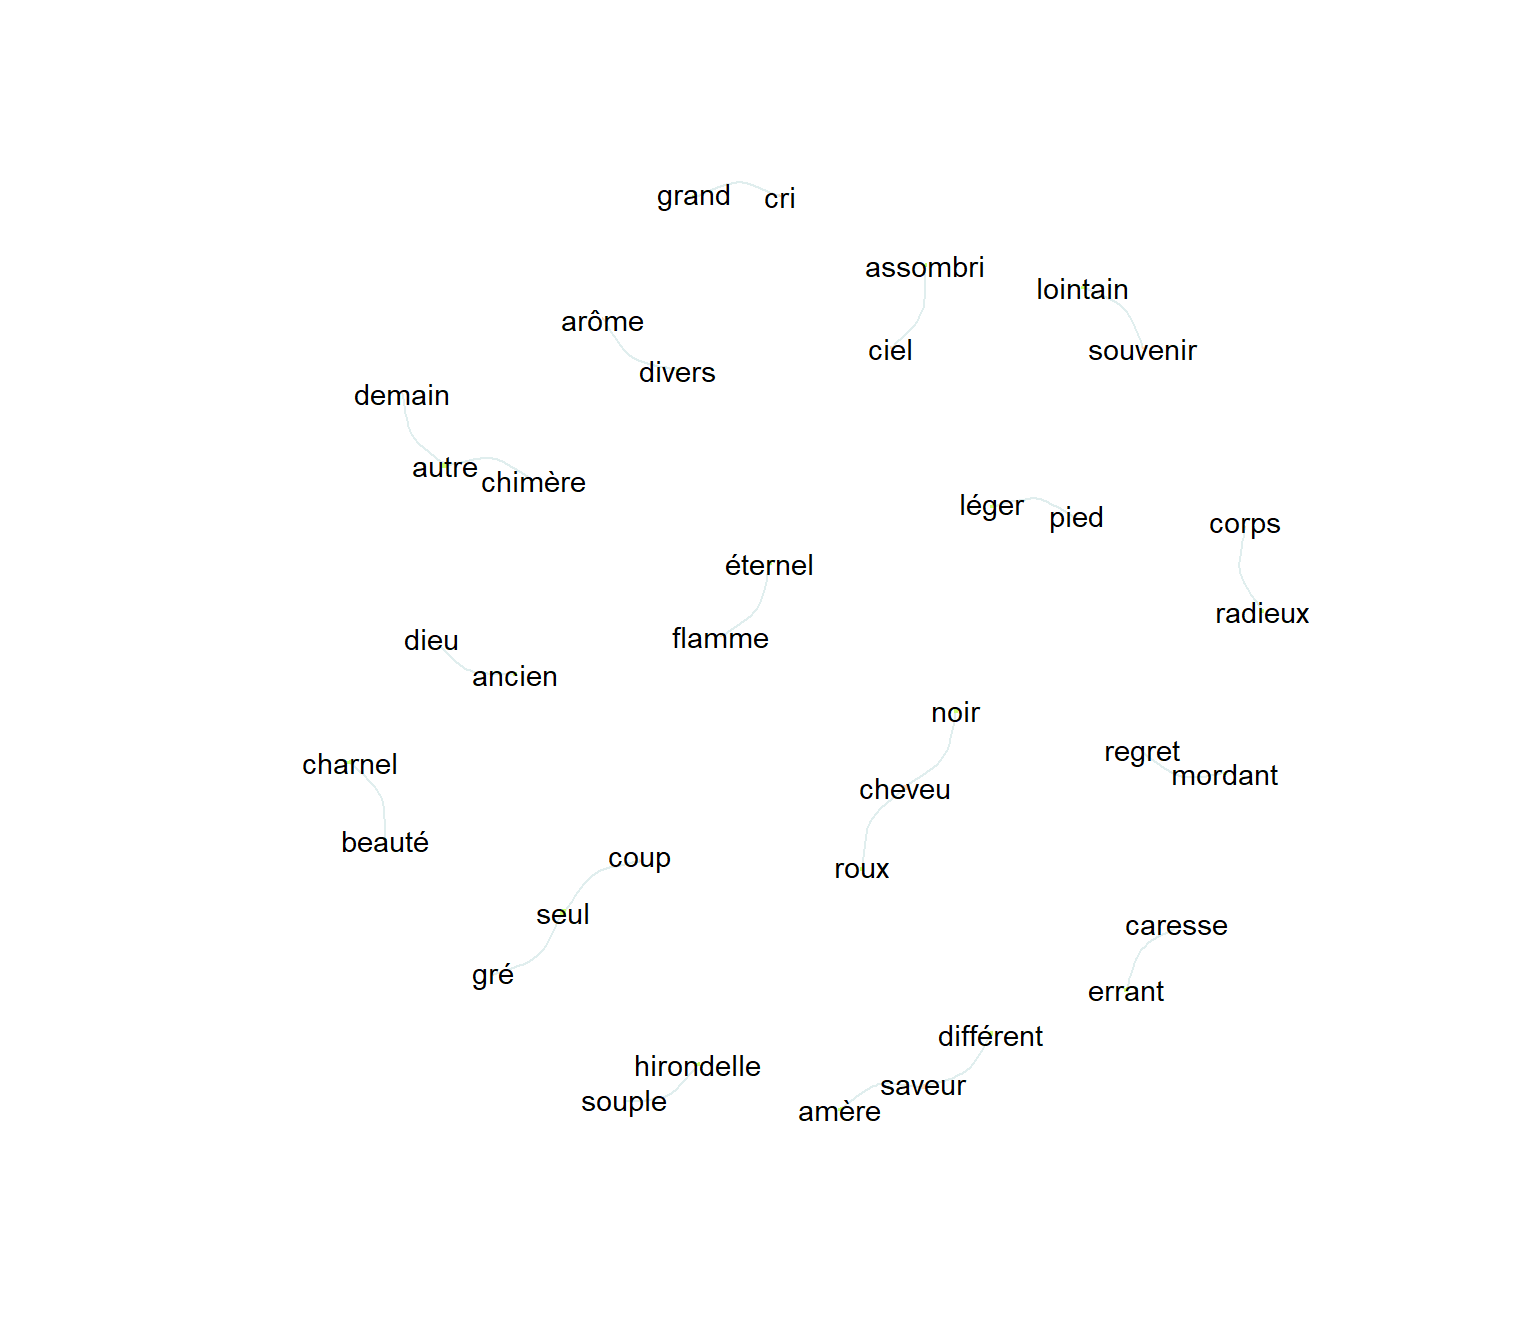 grand cri
assombri
lointain
arôme
ciel
souvenir
divers
demain
autre
chimère
léger
pied
corps
éternel
radieux
flamme
dieu
ancien
noir
regret
charnel
mordant
cheveu
beauté
coup
roux
seul
caresse
gré
errant
différent
hirondelle
saveur
souple
amère